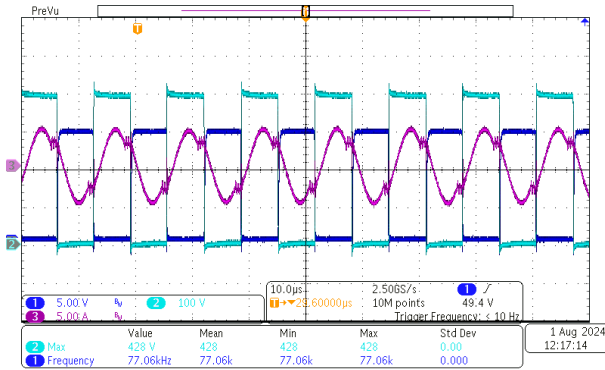 PreVu
T
3
2
1 5.00 V Bw 2 100 V
3 5.00 A Bw
10.0µs 2.50GS/s 1
10M points 49.4 V
Trigger Frequency: < 10 Hz
Value Mean Min Max Std Dev
2 Max 428 V 428 428 428 0.00
1 Frequency 77.06kHz 77.06k 77.06k 77.06k 0.000
1 Aug 2024
12:17:14